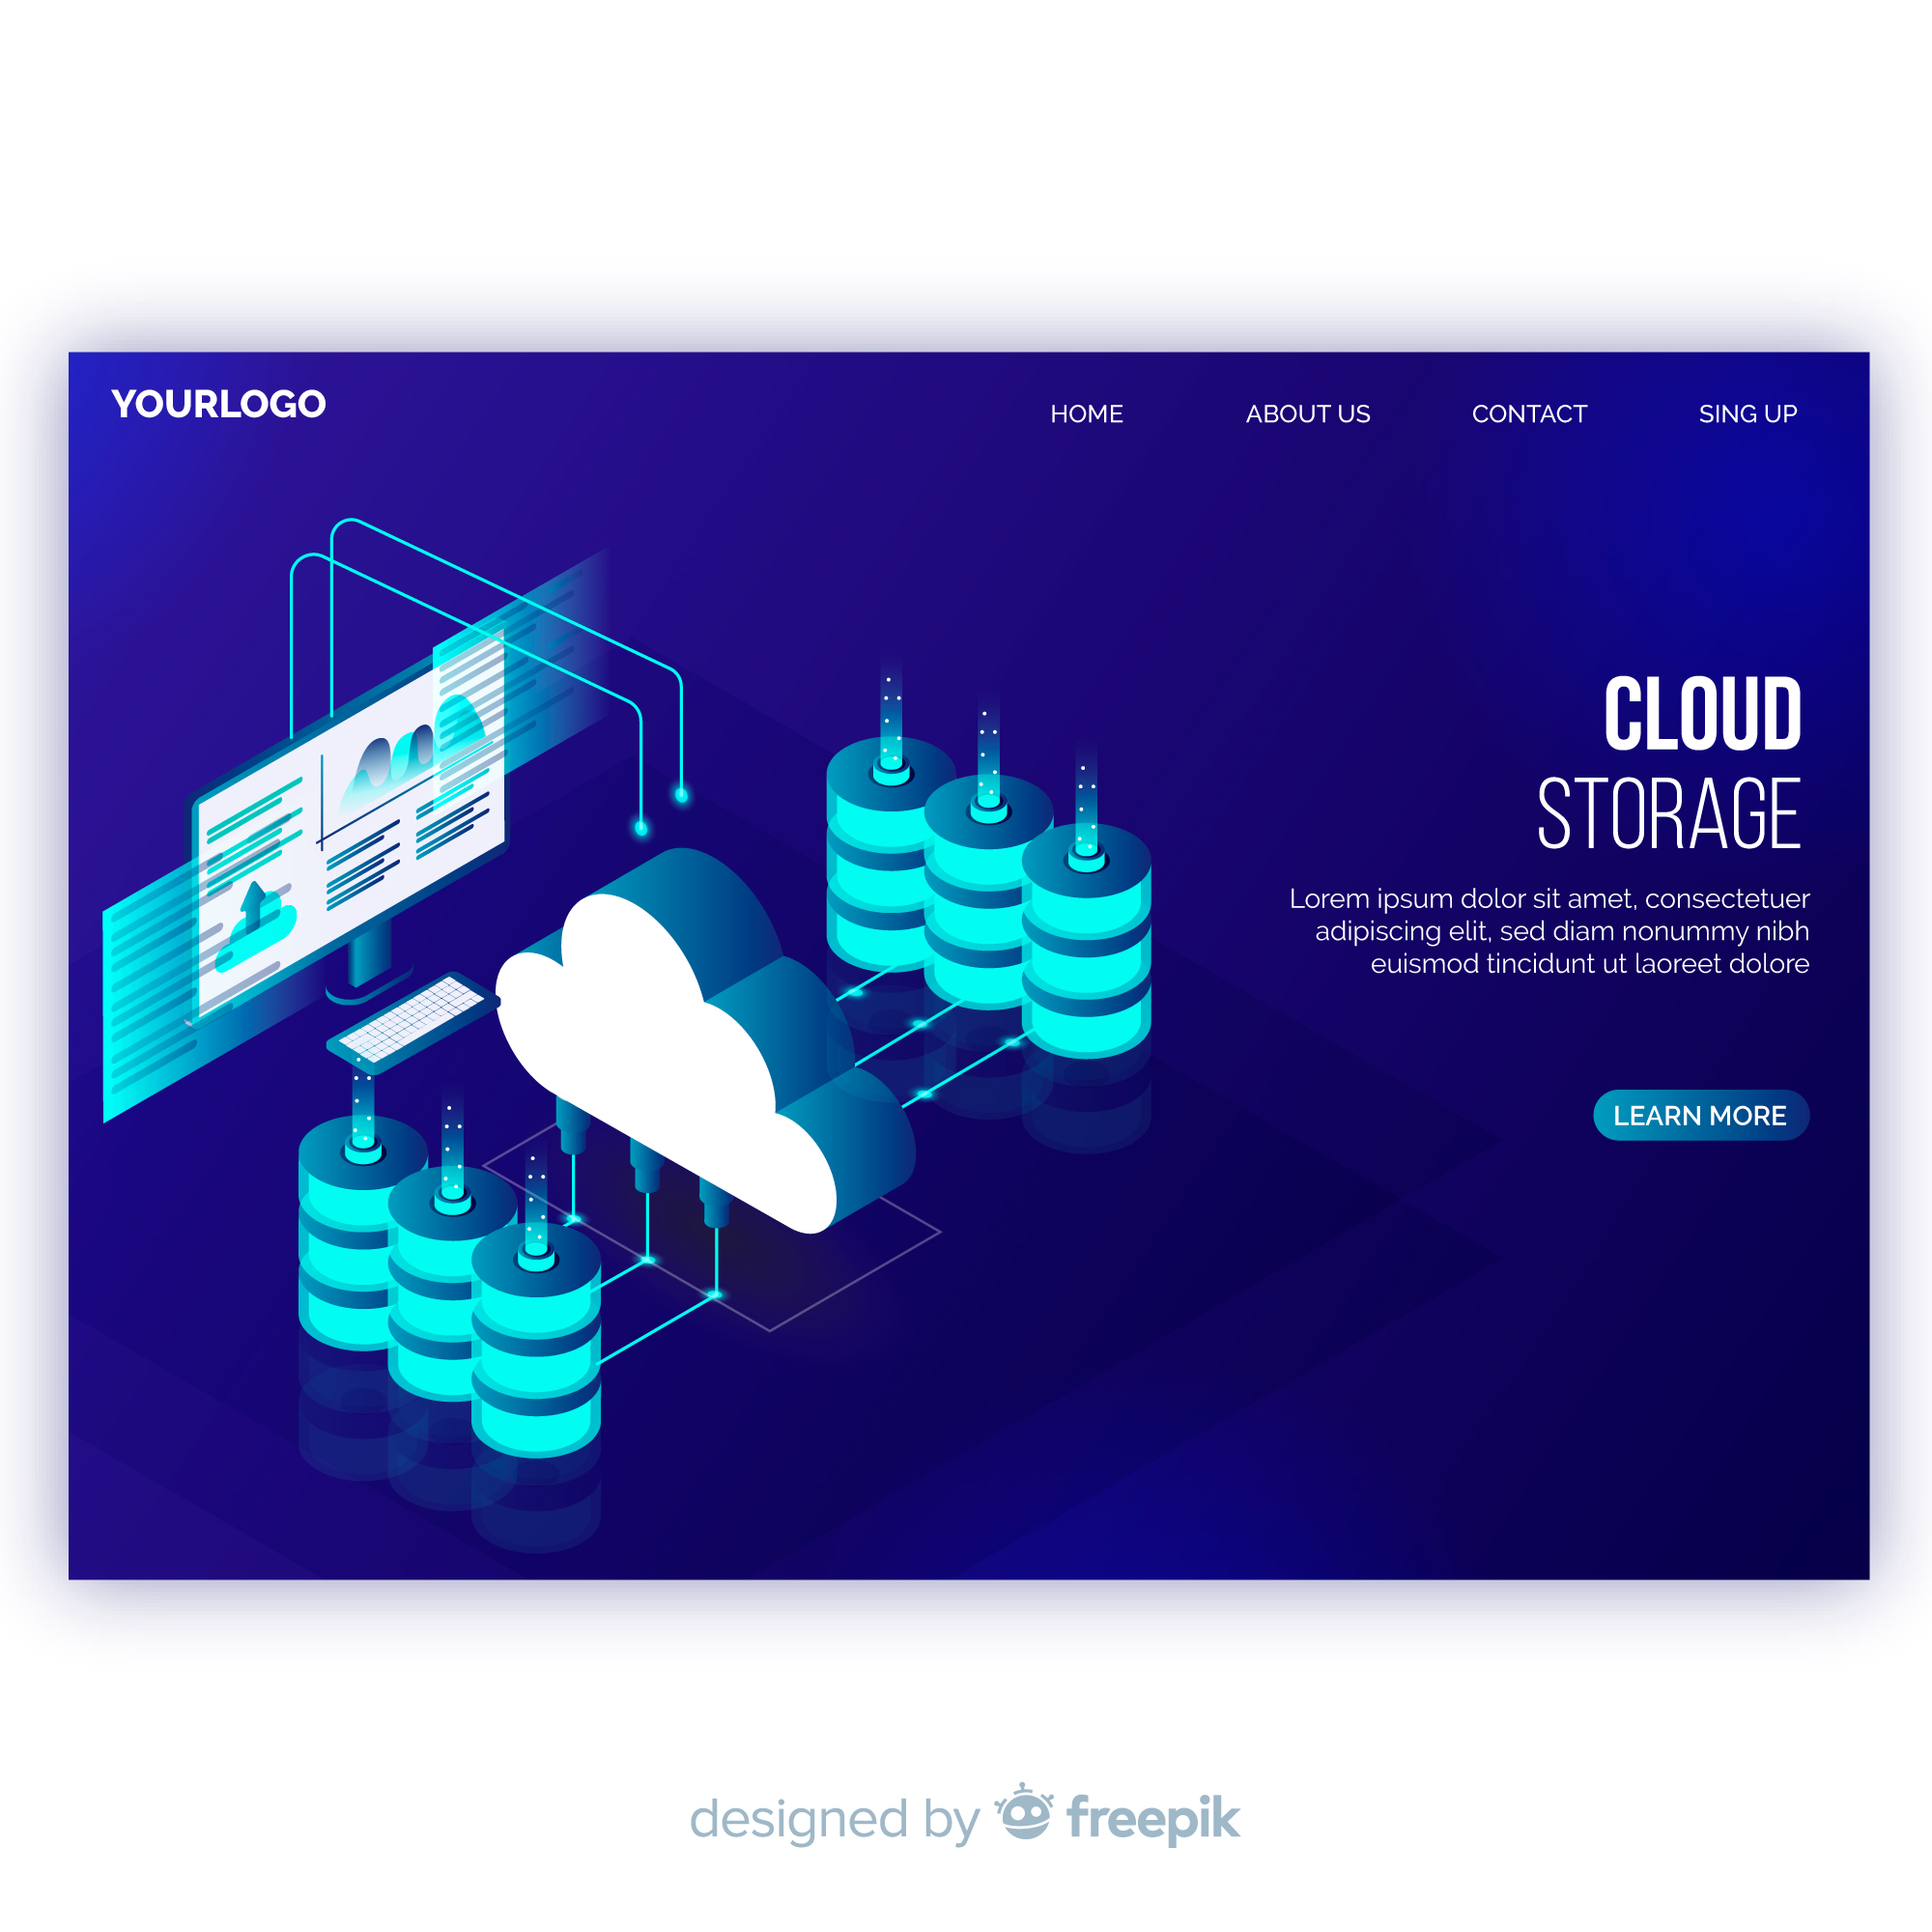 YOURLOGO
HOME ABOUT US CONTACT SING UP
CLOUD
STORAGE
Lorem ipsum dolor sit amet, consectetuer
adipiscing elit, sed diam nonummy nibh
euismod tincidunt ut laoreet dolore
LEARN MORE
designed by freepik